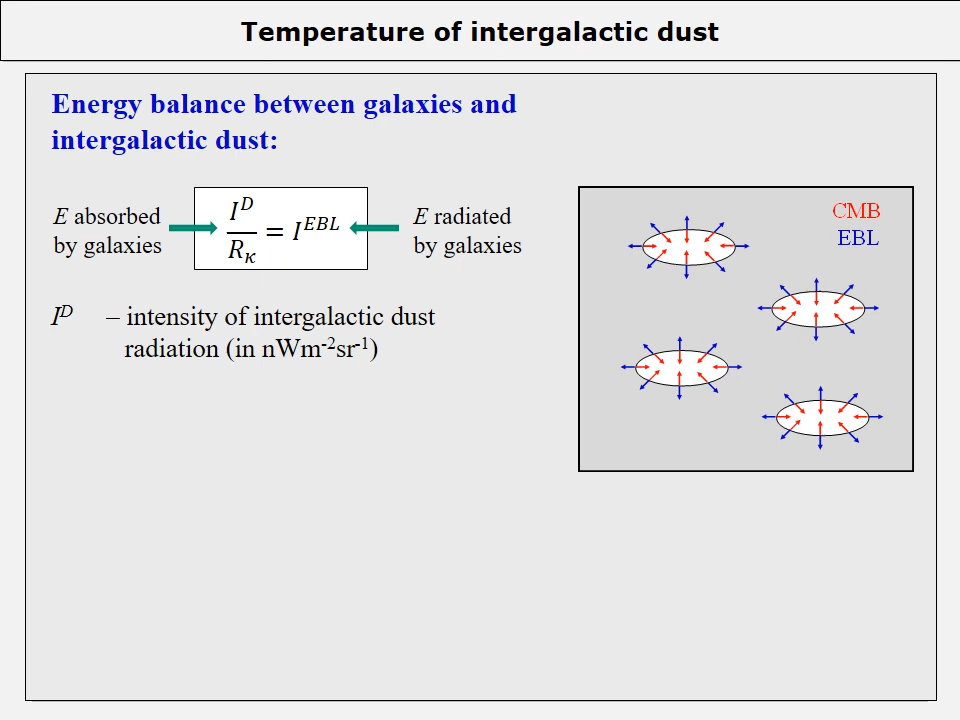 Temperature of intergalactic dust
Energy balance between galaxies and
intergalactic dust:
E absorbed
by galaxies
I^D / R_κ = I^EBL
E radiated
by galaxies
CMB
EBL
I^D – intensity of intergalactic dust
radiation (in nWm⁻²sr⁻¹)